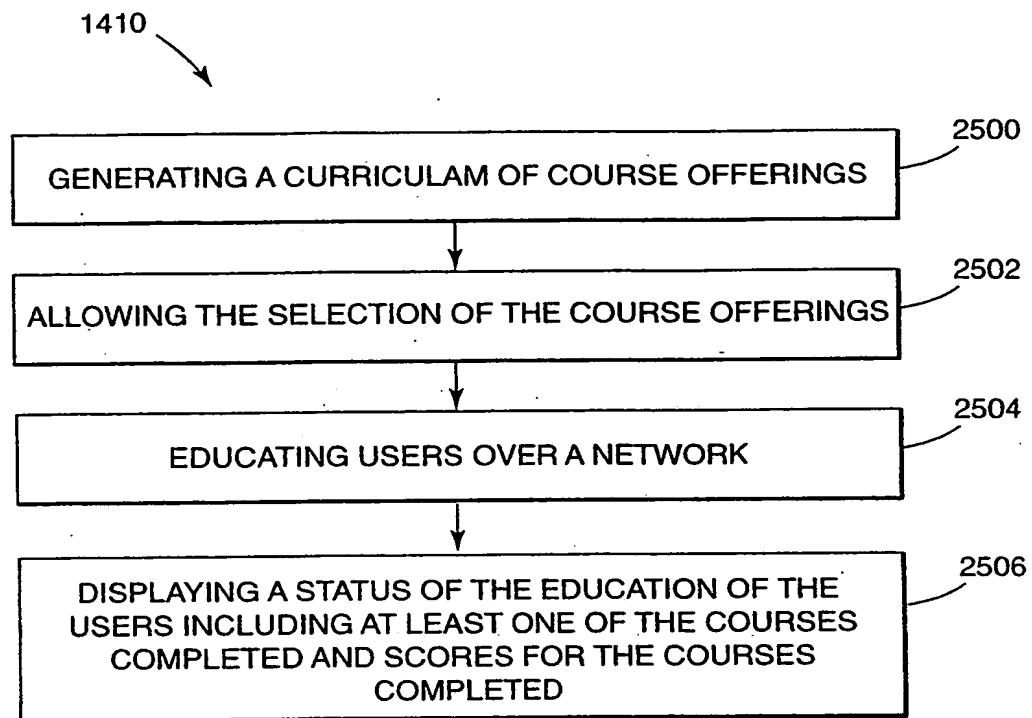 1410
2500
GENERATING A CURRICULAM OF COURSE OFFERINGS
2502
ALLOWING THE SELECTION OF THE COURSE OFFERINGS
2504
EDUCATING USERS OVER A NETWORK
2506
DISPLAYING A STATUS OF THE EDUCATION OF THE
USERS INCLUDING AT LEAST ONE OF THE COURSES
COMPLETED AND SCORES FOR THE COURSES
COMPLETED